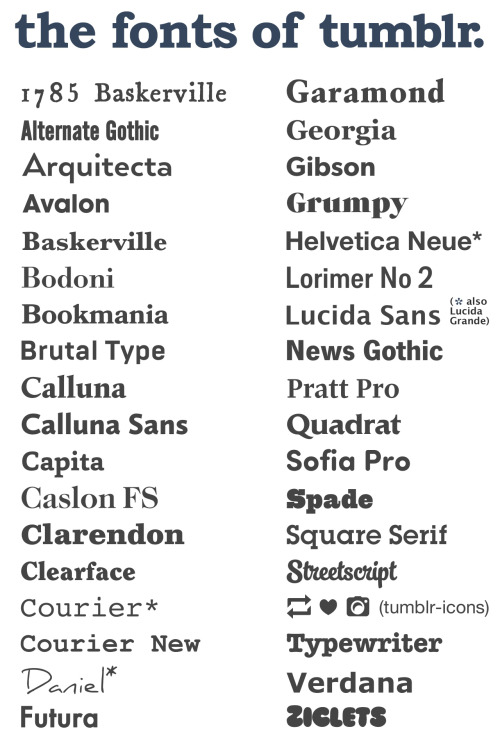 the fonts of tumblr.
1785 Baskerville
Alternate Gothic
Arquitecta
Avalon
Baskerville
Bodoni
Bookmania
Brutal Type
Calluna
Calluna Sans
Capita
Caslon FS
Clarendon
Clearface
Courier*
Courier New
Daniel*
Futura
Garamond
Georgia
Gibson
Grumpy
Helvetica Neue*
Lorimer No 2
Lucida Sans (* also
Lucida
Grande)
News Gothic
Pratt Pro
Quadrat
Sofia Pro
Spade
Square Serif
Streetscript
(tumblr-icons)
Typewriter
Verdana
ZIGLETS